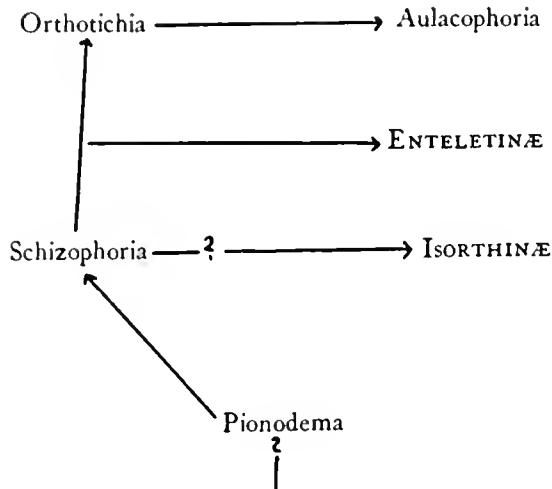 Orthotichia Aulacophoria
ENTELETINÆ
Schizophoria ? ISORTHINÆ
Pionodema
?